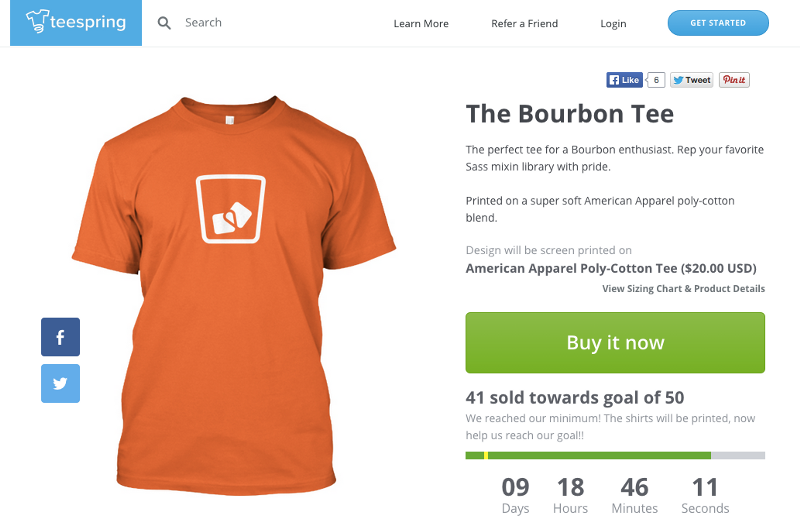 teespring
Search
Learn More
Refer a Friend
Login
GET STARTED
Like
6
Tweet
Pin it
The Bourbon Tee
The perfect tee for a Bourbon enthusiast. Rep your favorite
Sass mixin library with pride.
Printed on a super soft American Apparel poly-cotton
blend.
Design will be screen printed on
American Apparel Poly-Cotton Tee ($20.00 USD)
View Sizing Chart & Product Details
Buy it now
41 sold towards goal of 50
We reached our minimum! The shirts will be printed, now
help us reach our goal!!
09 18 46 11
Days Hours Minutes Seconds